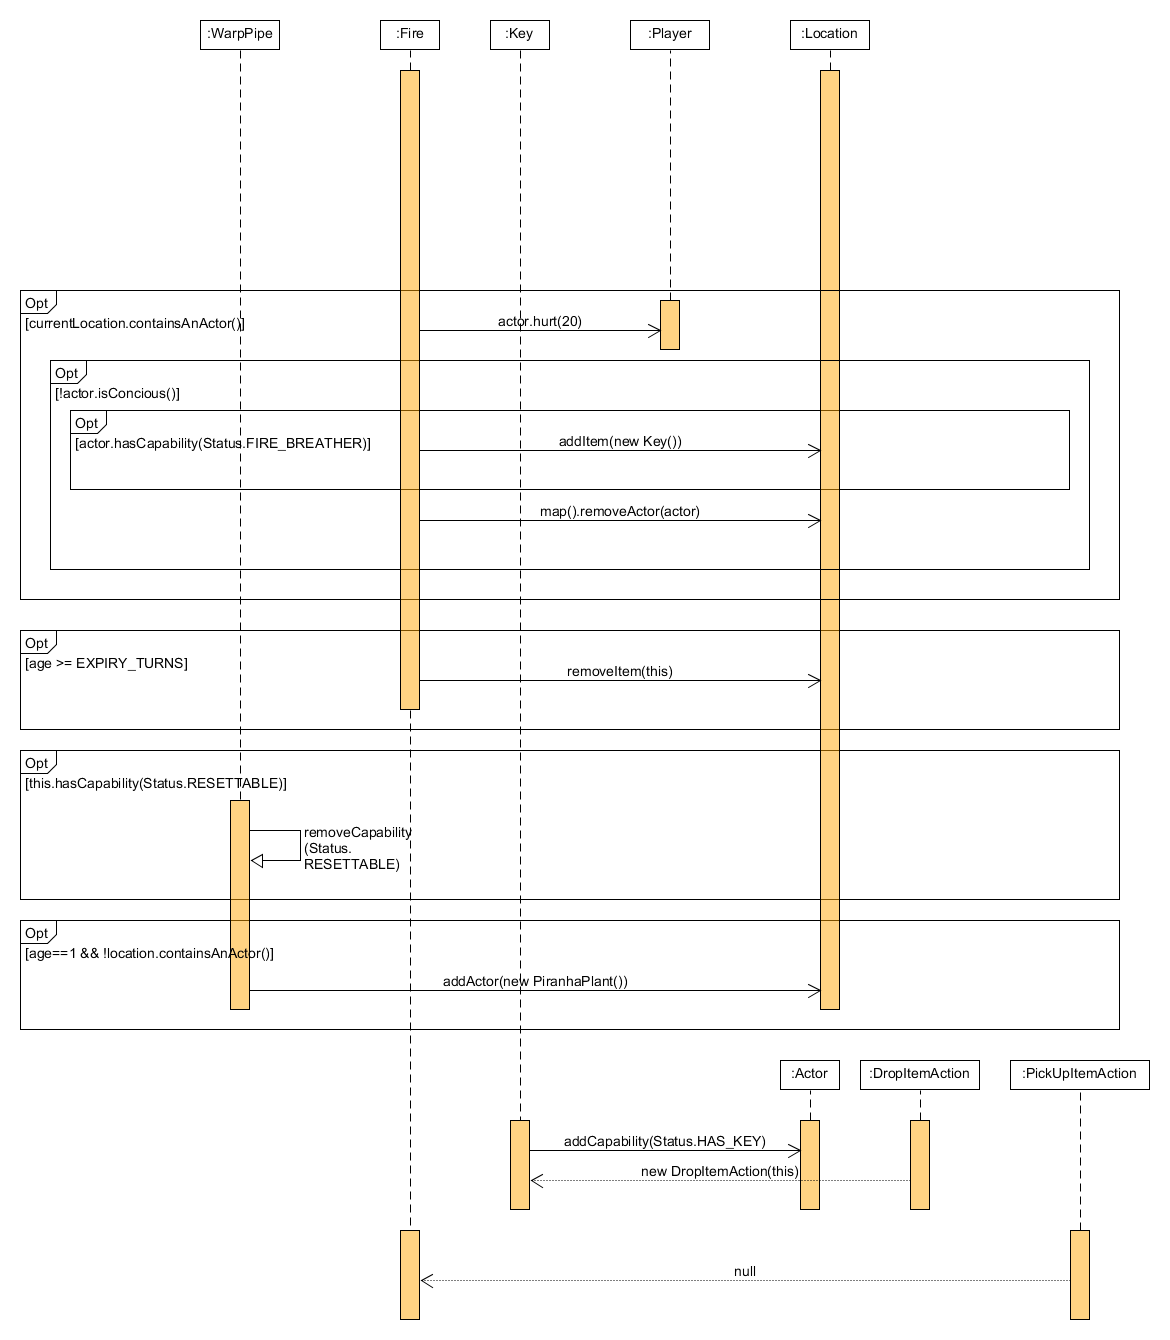 :WarpPipe
:Fire
:Key
:Player
:Location
Opt
[currentLocation.containsAnActor()]
actor.hurt(20)
Opt
[!actor.isConcious()]
Opt
[actor.hasCapability(Status.FIRE_BREATHER)]
addItem(new Key())
map().removeActor(actor)
Opt
[age >= EXPIRY_TURNS]
removeItem(this)
Opt
[this.hasCapability(Status.RESETTABLE)]
removeCapability
(Status.
RESETTABLE)
Opt
[age==1 && !location.containsAnActor()]
addActor(new PiranhaPlant())
:Actor
:DropItemAction
:PickUpItemAction
addCapability(Status.HAS_KEY)
new DropItemAction(this)
null